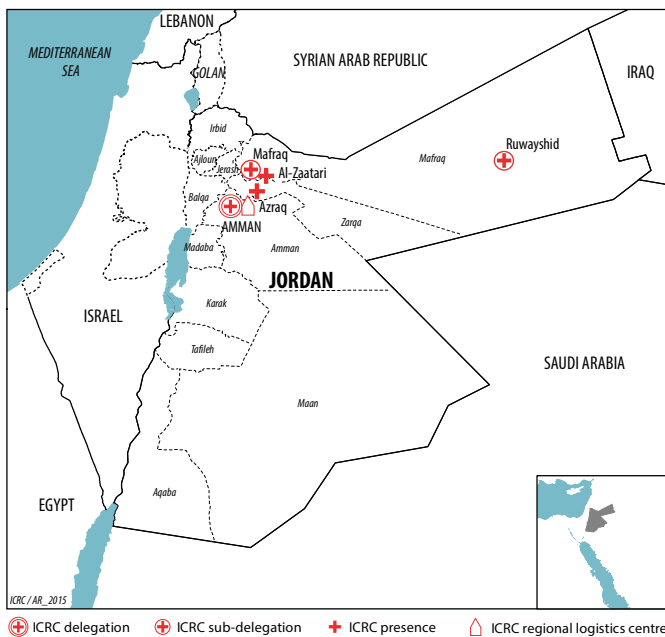 LEBANON
MEDITERRANEAN
SEA
SYRIAN ARAB REPUBLIC
GOLAN
IRAQ
Irbid
Ruwayshid
Mafraq
Mafraq
Ajloun
Jerash
Al-Zaatari
Balqa
Azraq
Zarqa
AMMAN
Amman
Madaba
JORDAN
Karak
ISRAEL
Tafileh
SAUDI ARABIA
Maan
Aqaba
EGYPT
ICRC / AR_2015
ICRC delegation ICRC sub-delegation ICRC presence ICRC regional logistics centre